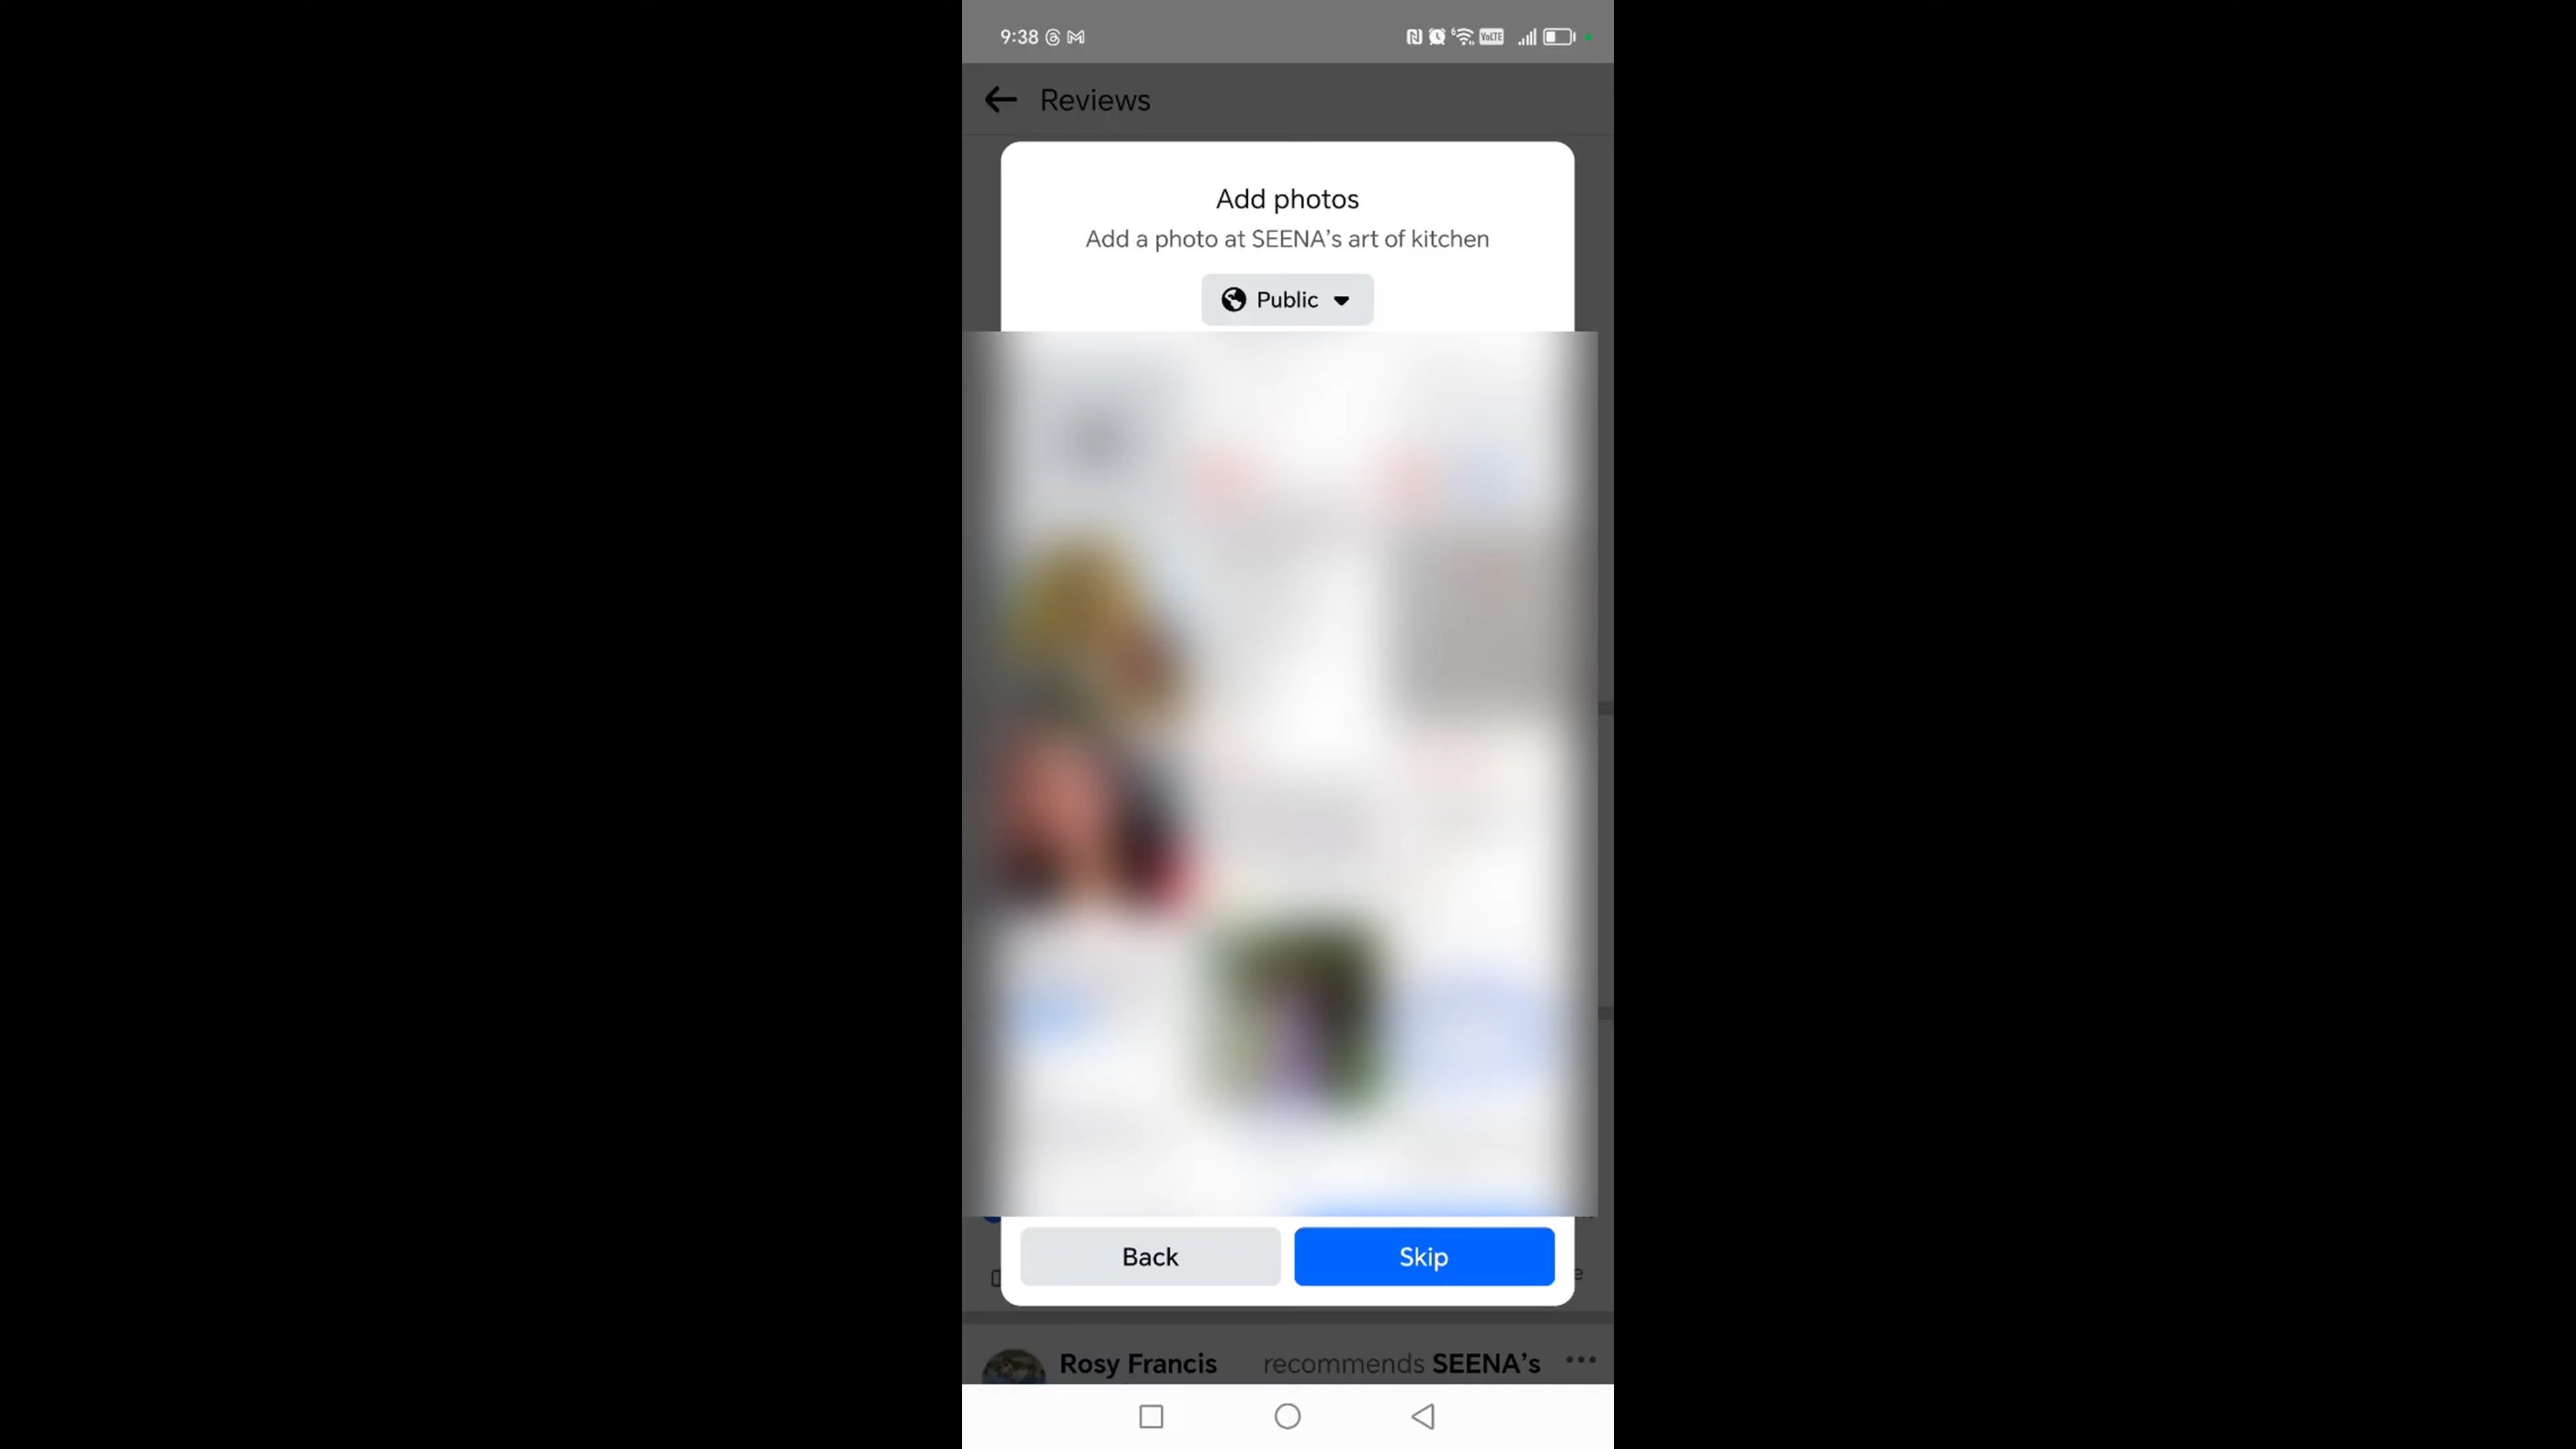 9:38
VoLTE
Reviews
Add photos
Add a photo at SEENA’s art of kitchen
Public
Back
Skip
e
Rosy Francis recommends SEENA’s